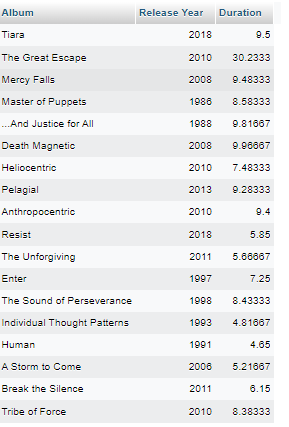 Album Release Year Duration
Tiara 2018 9.5
The Great Escape 2010 30.2333
Mercy Falls 2008 9.48333
Master of Puppets 1986 8.58333
...And Justice for All 1988 9.81667
Death Magnetic 2008 9.96667
Heliocentric 2010 7.48333
Pelagial 2013 9.28333
Anthropocentric 2010 9.4
Resist 2018 5.85
The Unforgiving 2011 5.66667
Enter 1997 7.25
The Sound of Perseverance 1998 8.43333
Individual Thought Patterns 1993 4.81667
Human 1991 4.65
A Storm to Come 2006 5.21667
Break the Silence 2011 6.15
Tribe of Force 2010 8.38333